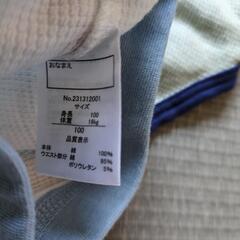 おなまえ
No.231312001
サイズ
身長 100
体重 16kg
100
品質表示
本体 綿 100%
ウエスト部分 綿 95%
ポリウレタン 5%